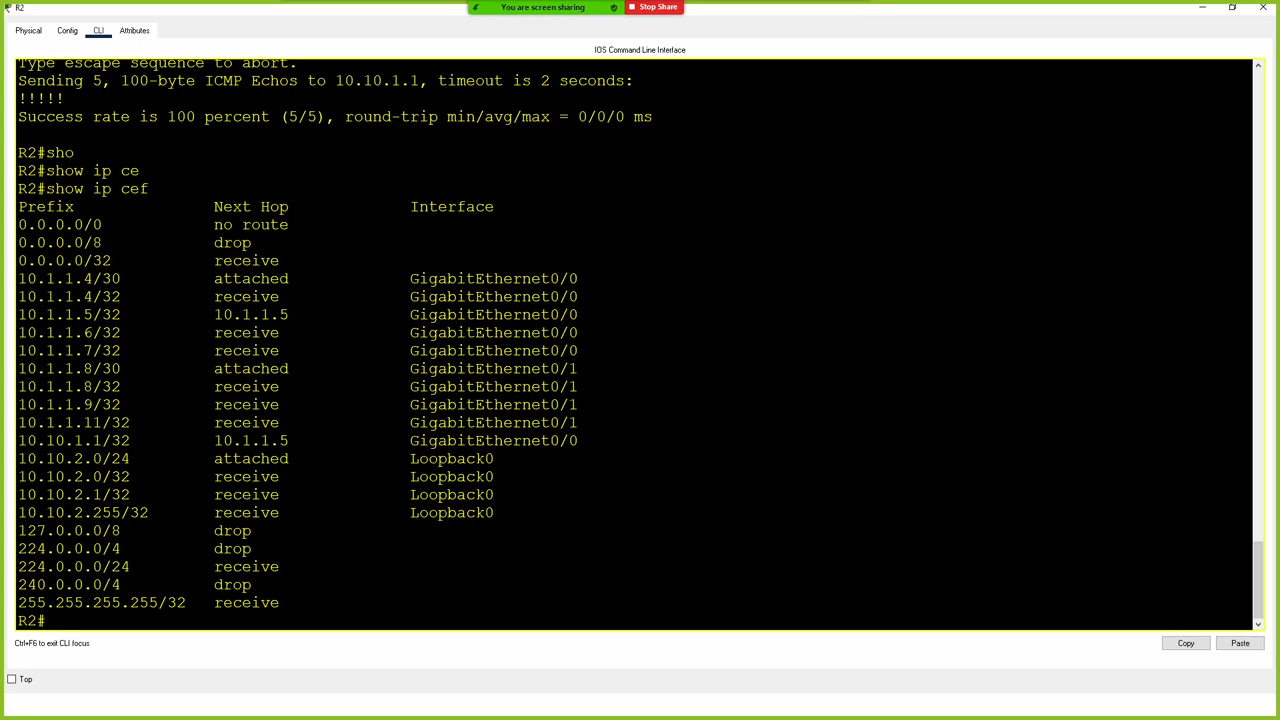 R2
You are screen sharing
Stop Share
Physical Config CLI Attributes
IOS Command Line Interface
Type escape sequence to abort.
Sending 5, 100-byte ICMP Echos to 10.10.1.1, timeout is 2 seconds:
!!!!!
Success rate is 100 percent (5/5), round-trip min/avg/max = 0/0/0 ms
R2#sho
R2#show ip ce
R2#show ip cef
Prefix Next Hop Interface
0.0.0.0/0 no route
0.0.0.0/8 drop
0.0.0.0/32 receive
10.1.1.4/30 attached GigabitEthernet0/0
10.1.1.4/32 receive GigabitEthernet0/0
10.1.1.5/32 10.1.1.5 GigabitEthernet0/0
10.1.1.6/32 receive GigabitEthernet0/0
10.1.1.7/32 receive GigabitEthernet0/0
10.1.1.8/30 attached GigabitEthernet0/1
10.1.1.8/32 receive GigabitEthernet0/1
10.1.1.9/32 receive GigabitEthernet0/1
10.1.1.11/32 receive GigabitEthernet0/1
10.10.1.1/32 10.1.1.5 GigabitEthernet0/0
10.10.2.0/24 attached Loopback0
10.10.2.0/32 receive Loopback0
10.10.2.1/32 receive Loopback0
10.10.2.255/32 receive Loopback0
127.0.0.0/8 drop
224.0.0.0/4 drop
224.0.0.0/24 receive
240.0.0.0/4 drop
255.255.255.255/32 receive
R2#
Ctrl+F6 to exit CLI focus
Copy Paste
Top